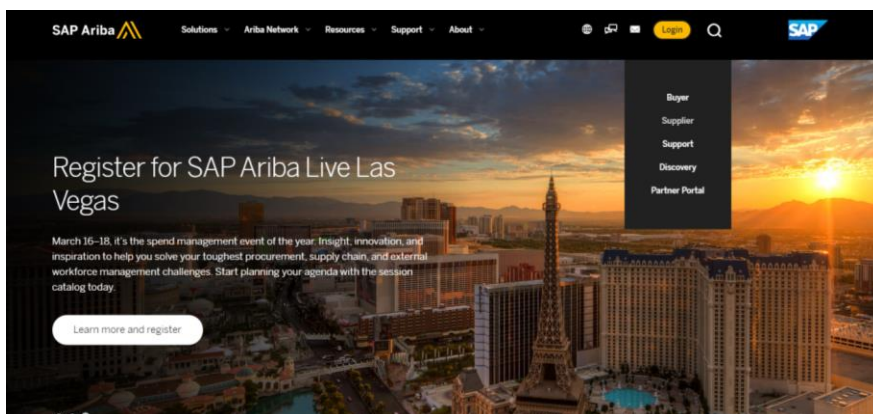 SAP Ariba
Solutions
Ariba Network
Resources
Support
About
Login
SAP
Buyer
Supplier
Support
Discovery
Partner Portal
Register for SAP Ariba Live Las
Vegas
March 16–18, it's the spend management event of the year. Insight, innovation, and
inspiration to help you solve your toughest procurement, supply chain, and external
workforce management challenges. Start planning your agenda with the session
catalog today.
Learn more and register